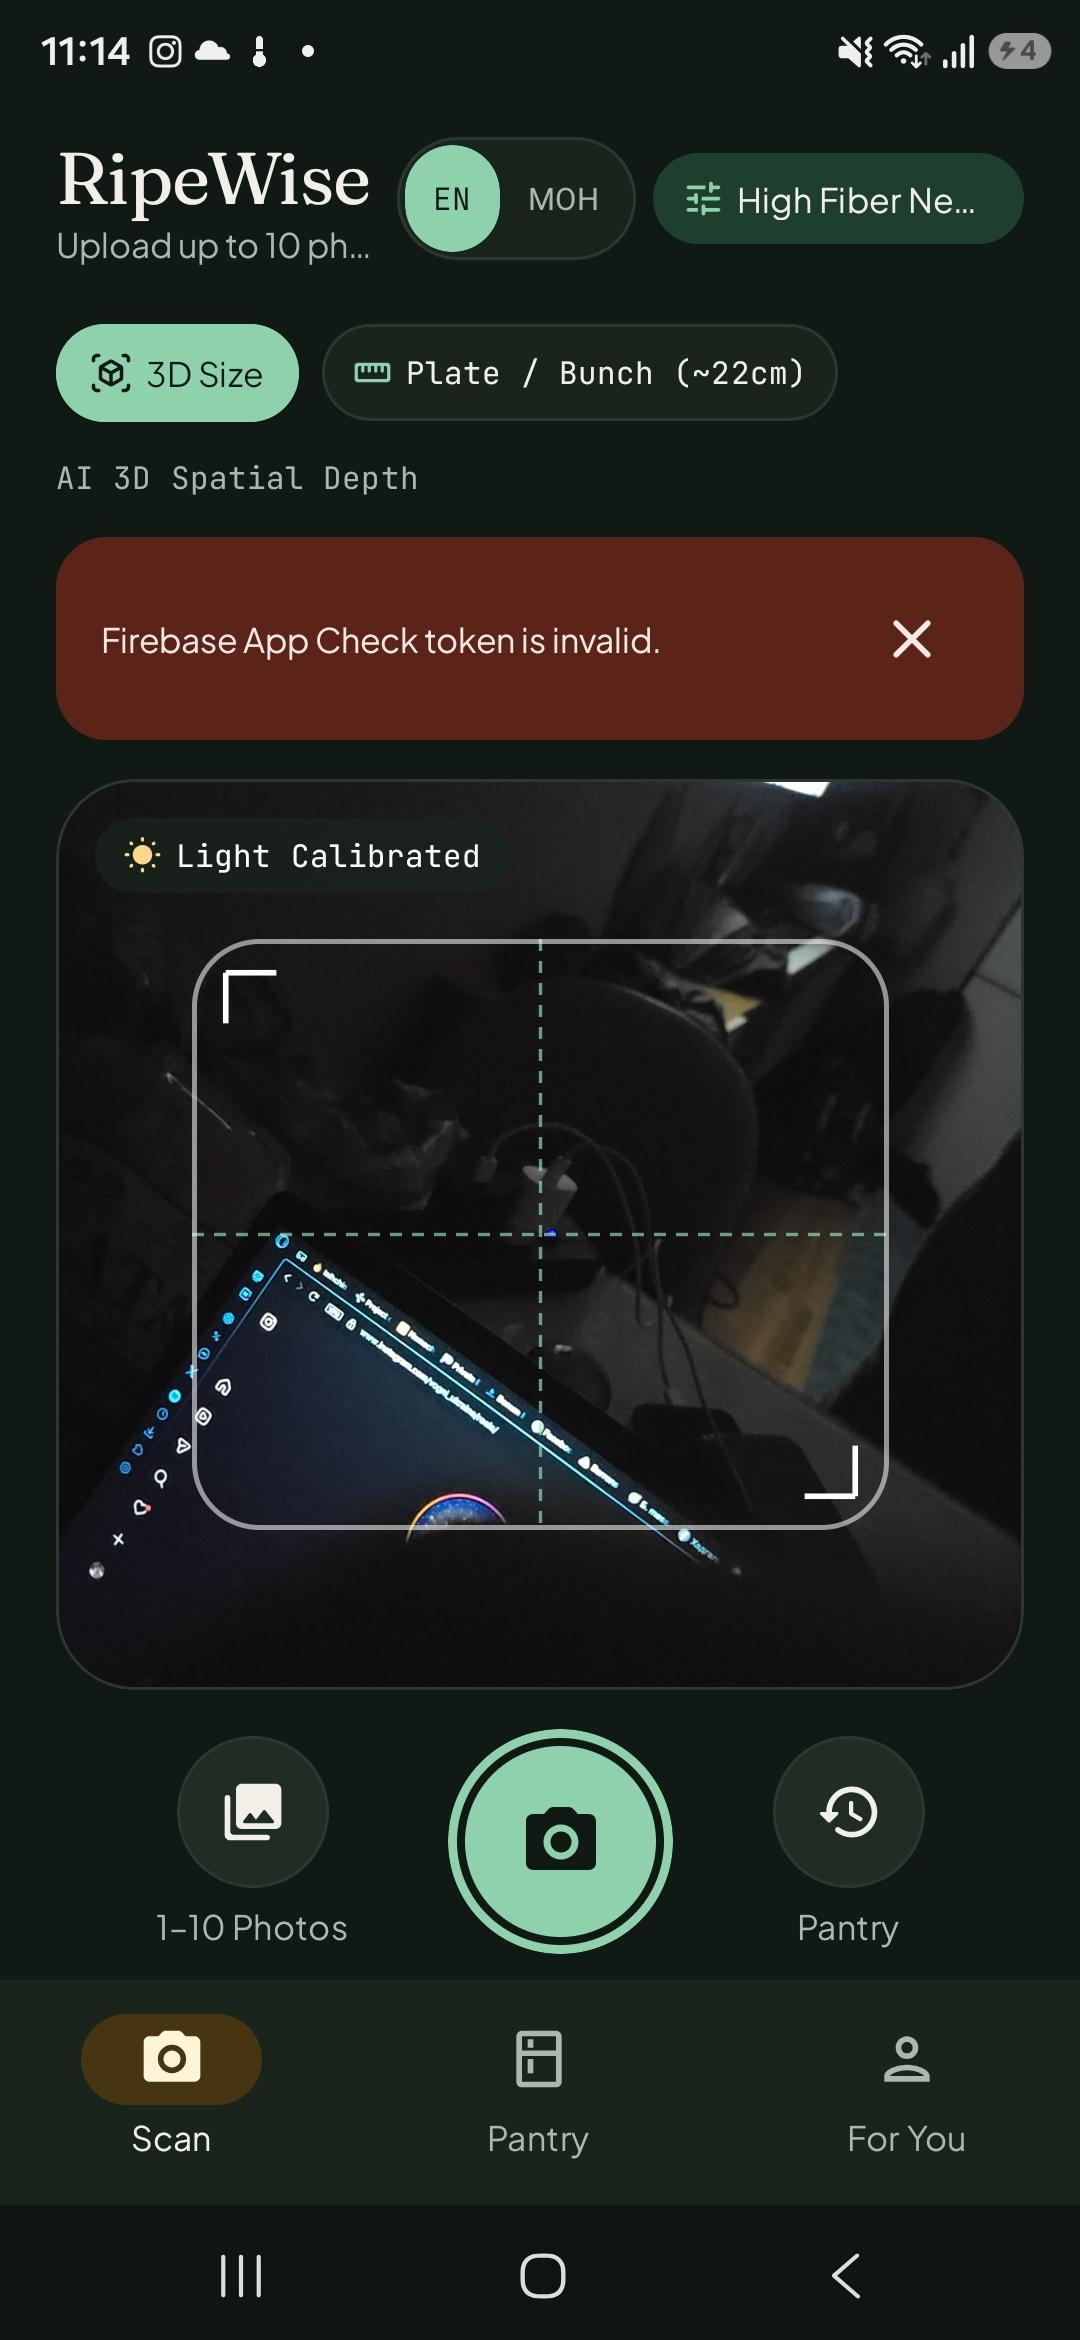 11:14
4
RipeWise
Upload up to 10 ph...
EN
MOH
High Fiber Ne...
3D Size
Plate / Bunch (~22cm)
AI 3D Spatial Depth
Firebase App Check token is invalid.
Light Calibrated
1–10 Photos
Pantry
Scan
Pantry
For You